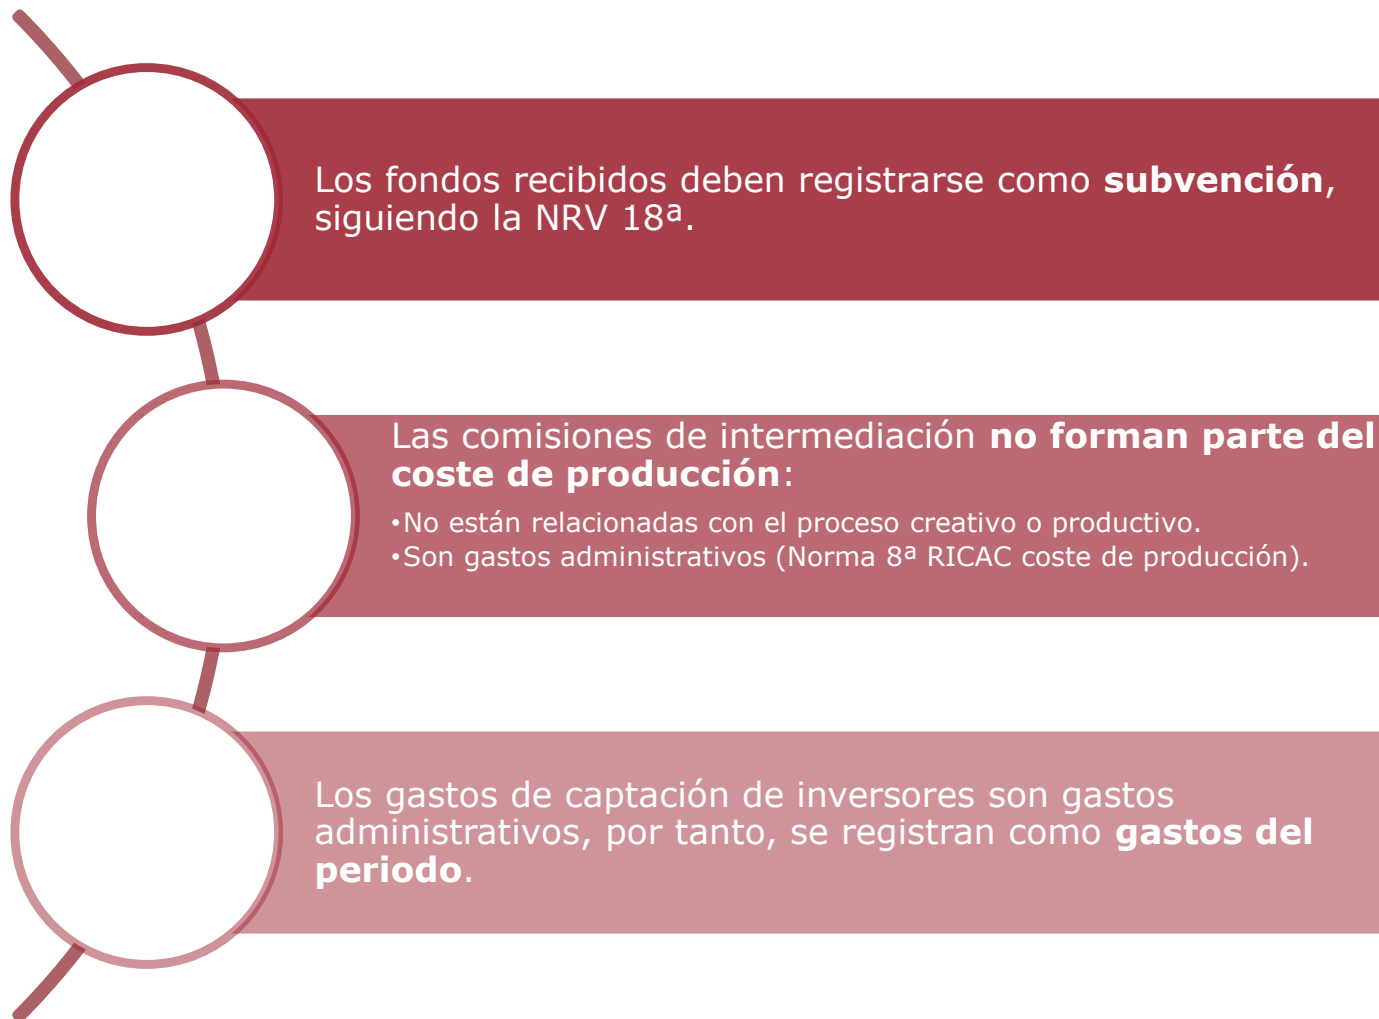 Los fondos recibidos deben registrarse como subvención,
siguiendo la NRV 18ª.
Las comisiones de intermediación no forman parte del
coste de producción:
•No están relacionadas con el proceso creativo o productivo.
•Son gastos administrativos (Norma 8ª RICAC coste de producción).
Los gastos de captación de inversores son gastos
administrativos, por tanto, se registran como gastos del
periodo.